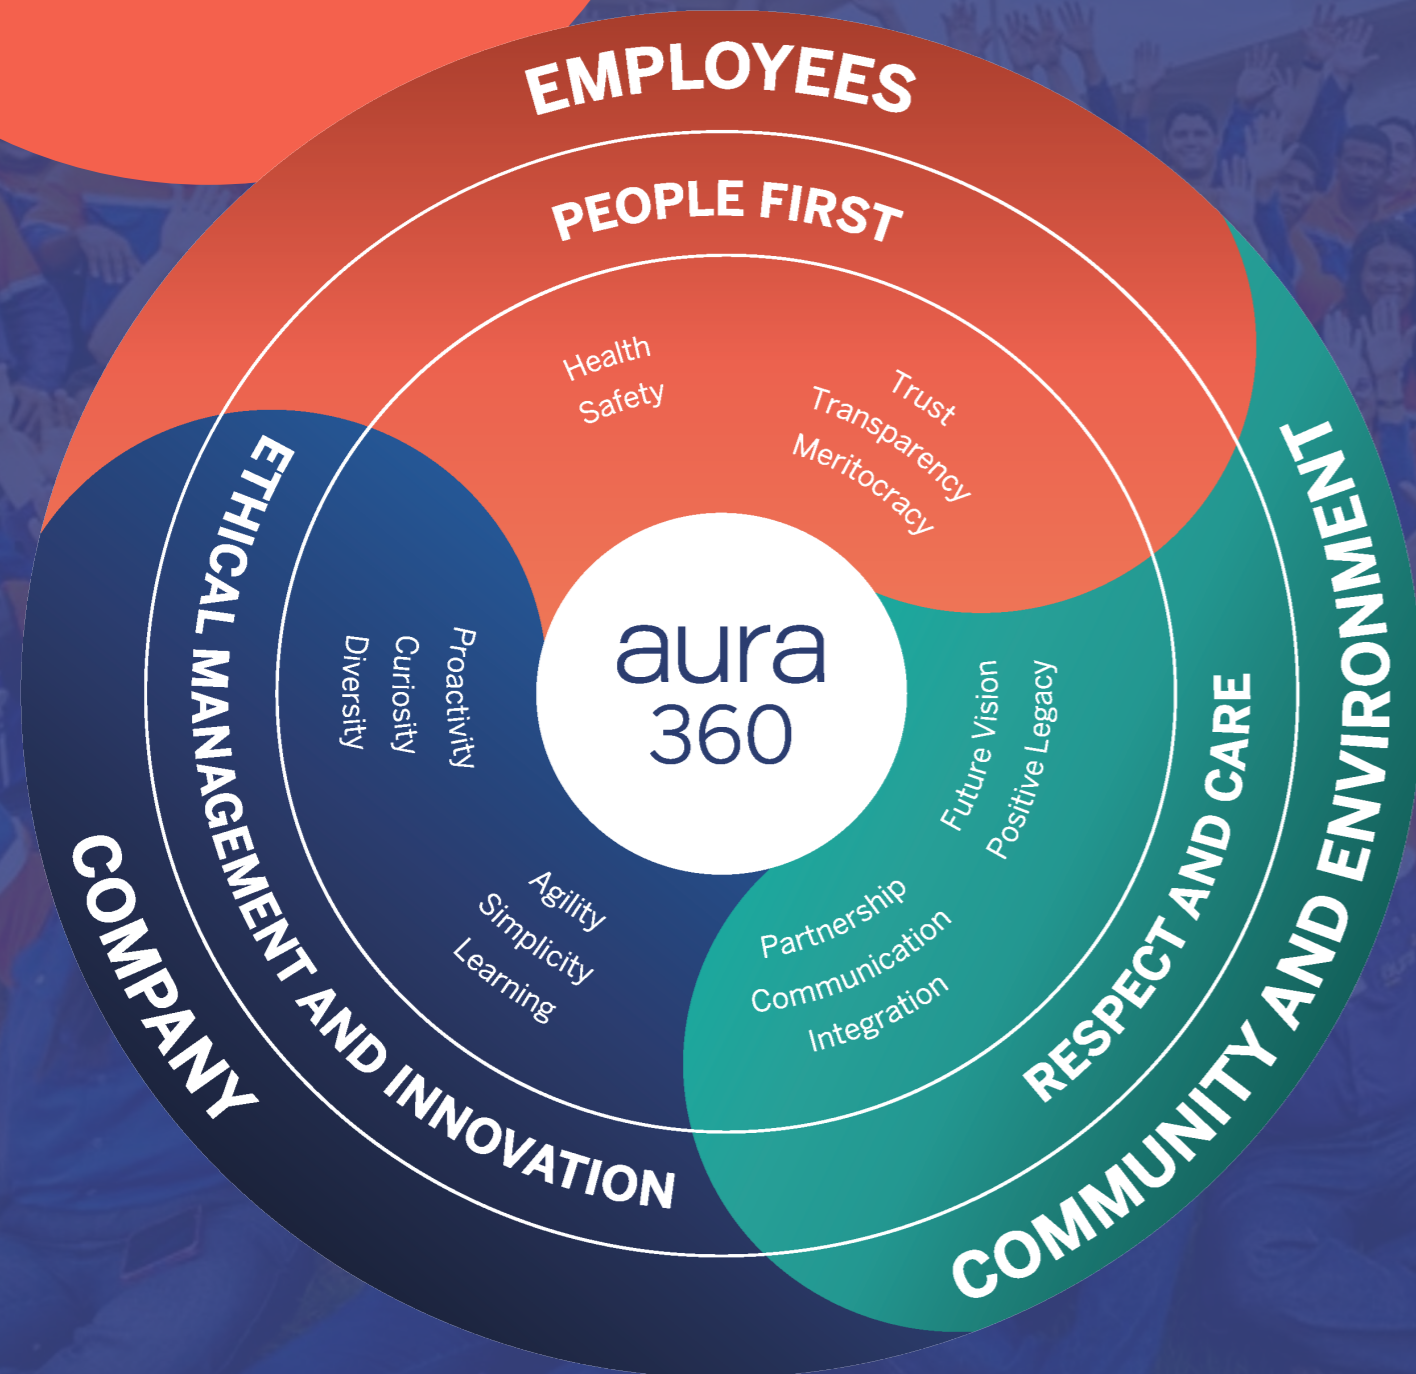 EMPLOYEES
PEOPLE FIRST
Health
Safety
Trust
Transparency
Meritocracy
COMMUNITY AND ENVIRONMENT
RESPECT AND CARE
Future Vision
Positive Legacy
Partnership
Communication
Integration
COMPANY
ETHICAL MANAGEMENT AND INNOVATION
Proactivity
Curiosity
Diversity
Agility
Simplicity
Learning
aura
360